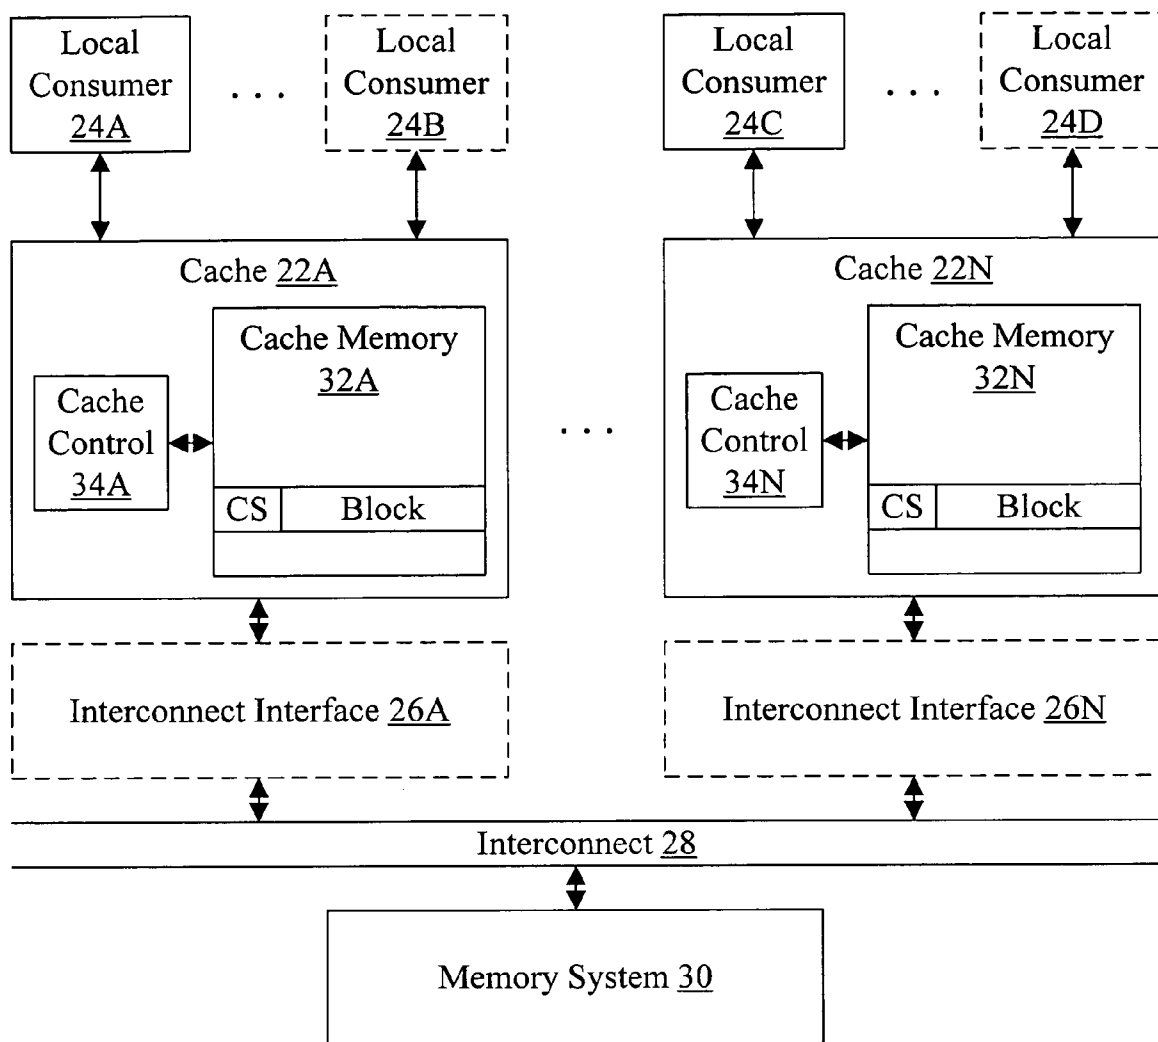 Local
Consumer
24A
. . .
Local
Consumer
24B
Local
Consumer
24C
. . .
Local
Consumer
24D
Cache 22A
Cache Memory
32A
Cache
Control
34A
CS
Block
. . .
Cache 22N
Cache Memory
32N
Cache
Control
34N
CS
Block
Interconnect Interface 26A
Interconnect Interface 26N
Interconnect 28
Memory System 30